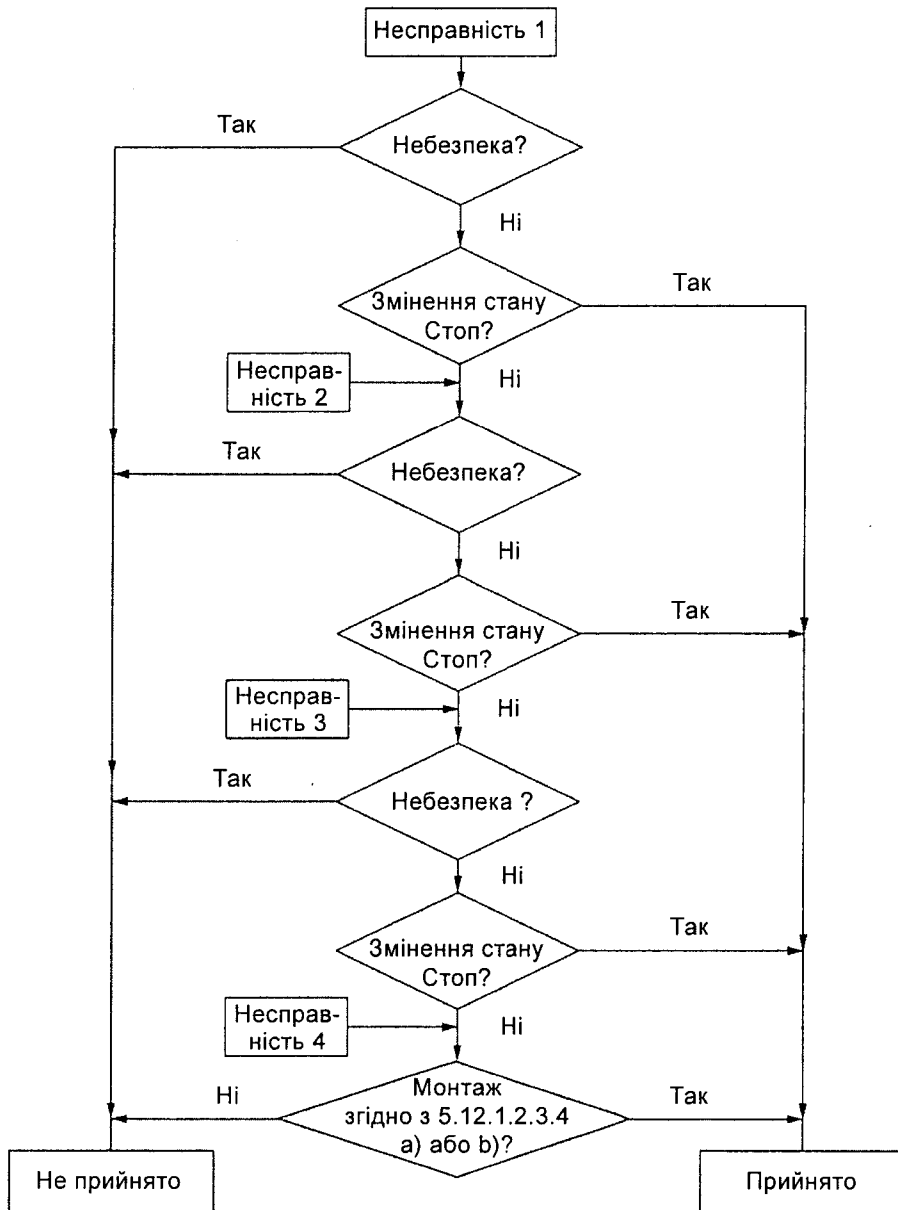 Несправність 1
Так
Небезпека?
Ні
Змінення стану
Стоп?
Так
Несправ-
ність 2
Ні
Так
Небезпека?
Ні
Змінення стану
Стоп?
Так
Несправ-
ність 3
Ні
Так
Небезпека ?
Ні
Змінення стану
Стоп?
Так
Несправ-
ність 4
Ні
Ні
Монтаж
згідно з 5.12.1.2.3.4
а) або b)?
Так
Не прийнято
Прийнято